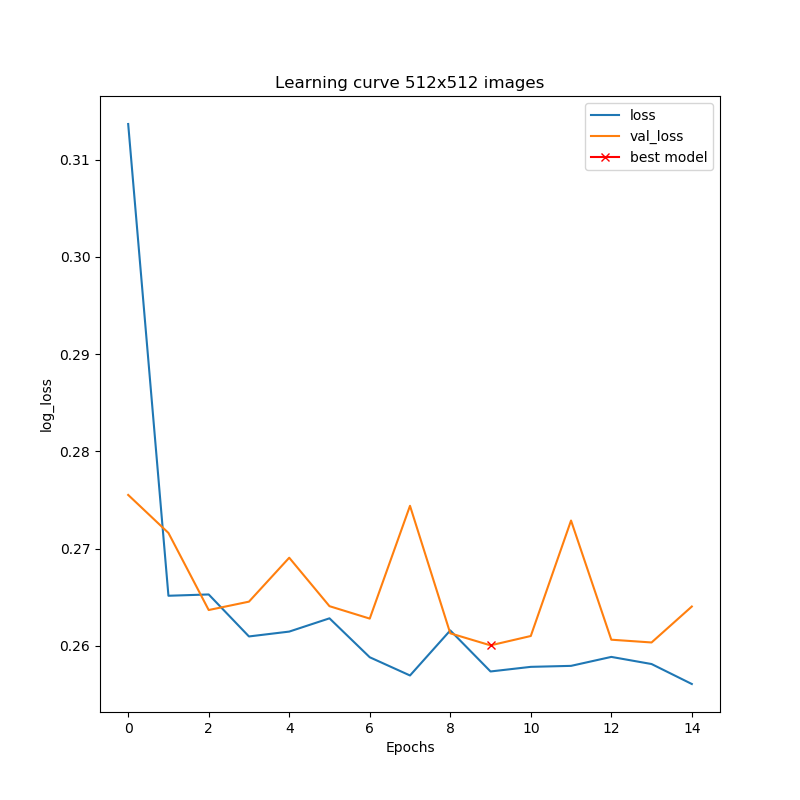 Learning curve 512x512 images
loss
val_loss
best model
0.31
0.30
0.29
0.28
0.27
0.26
log_loss
0 2 4 6 8 10 12 14
Epochs